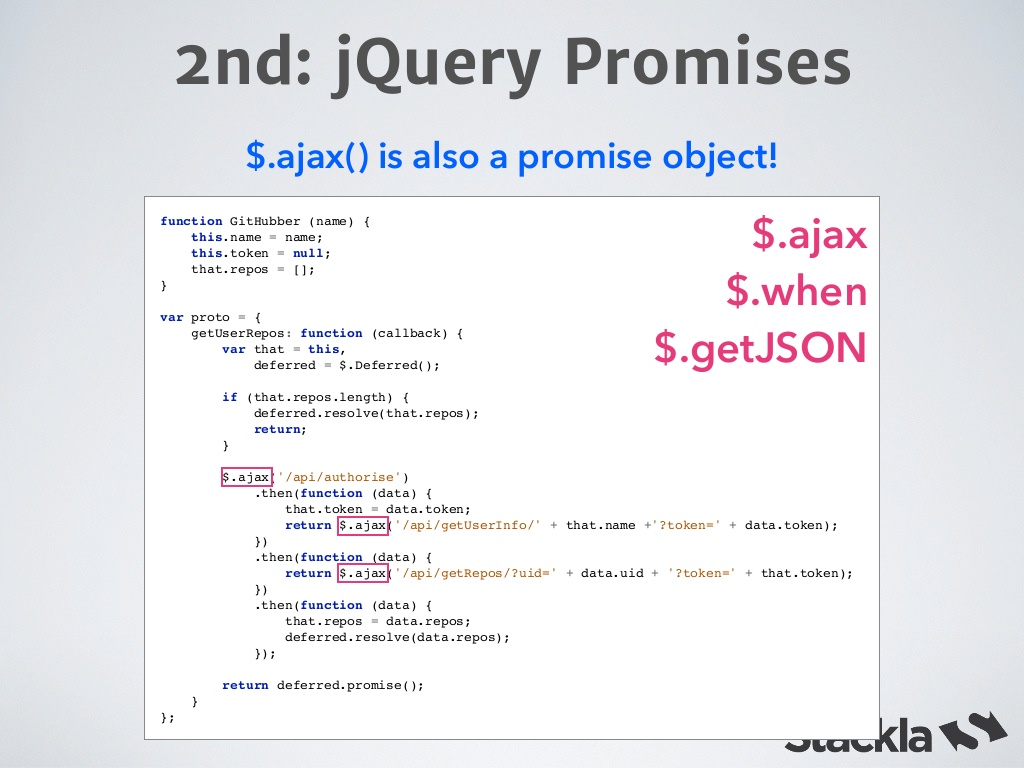 2nd: jQuery Promises
$.ajax() is also a promise object!
function GitHubber (name) {
    this.name = name;
    this.token = null;
    that.repos = [];
}
$.ajax
$.when
$.getJSON
var proto = {
    getUserRepos: function (callback) {
        var that = this,
            deferred = $.Deferred();
        if (that.repos.length) {
            deferred.resolve(that.repos);
            return;
        }
        $.ajax('/api/authorise')
            .then(function (data) {
                that.token = data.token;
                return $.ajax('/api/getUserInfo/' + that.name +'?token=' + data.token);
            })
            .then(function (data) {
                return $.ajax('/api/getRepos/?uid=' + data.uid + '?token=' + that.token);
            })
            .then(function (data) {
                that.repos = data.repos;
                deferred.resolve(data.repos);
            });
        return deferred.promise();
    }
};
Stackla